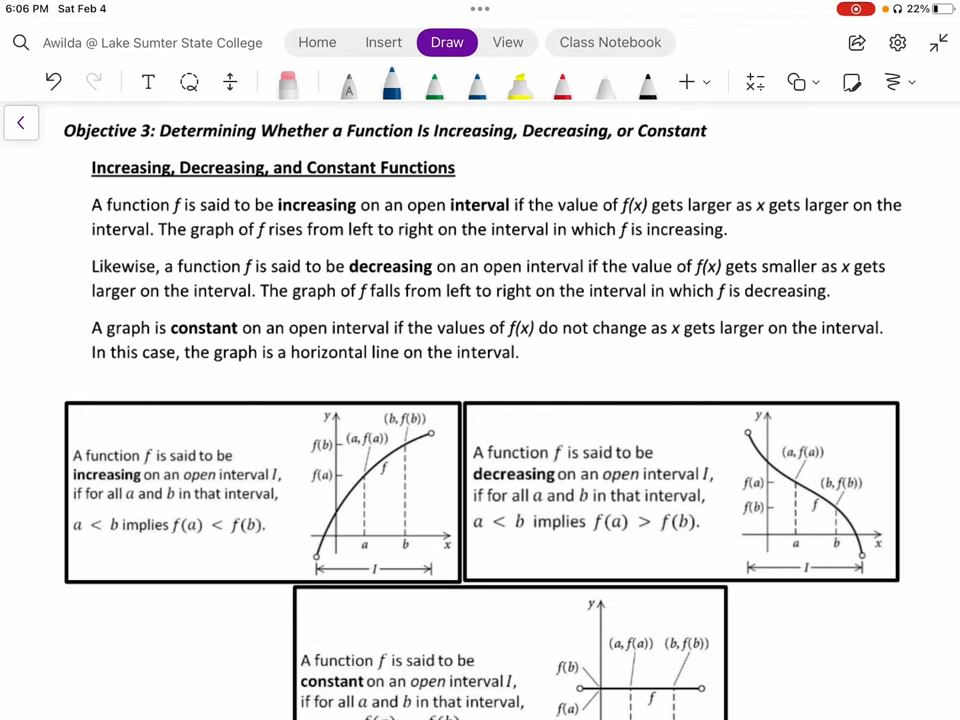 6:06 PM Sat Feb 4
22%
Awilda @ Lake Sumter State College
Home Insert Draw View Class Notebook
T
A
Objective 3: Determining Whether a Function Is Increasing, Decreasing, or Constant
Increasing, Decreasing, and Constant Functions
A function f is said to be increasing on an open interval if the value of f(x) gets larger as x gets larger on the
interval. The graph of f rises from left to right on the interval in which f is increasing.
Likewise, a function f is said to be decreasing on an open interval if the value of f(x) gets smaller as x gets
larger on the interval. The graph of f falls from left to right on the interval in which f is decreasing.
A graph is constant on an open interval if the values of f(x) do not change as x gets larger on the interval.
In this case, the graph is a horizontal line on the interval.
A function f is said to be
increasing on an open interval I,
if for all a and b in that interval,
a < b implies f(a) < f(b).
y
(b, f(b))
f(b)
(a, f(a))
f(a)
f
a b x
I
A function f is said to be
decreasing on an open interval I,
if for all a and b in that interval,
a < b implies f(a) > f(b).
y
(a, f(a))
f(a)
(b, f(b))
f(b)
f
a b x
I
A function f is said to be
constant on an open interval I,
if for all a and b in that interval,
y
(a, f(a)) (b, f(b))
f(b)
f(a)
f